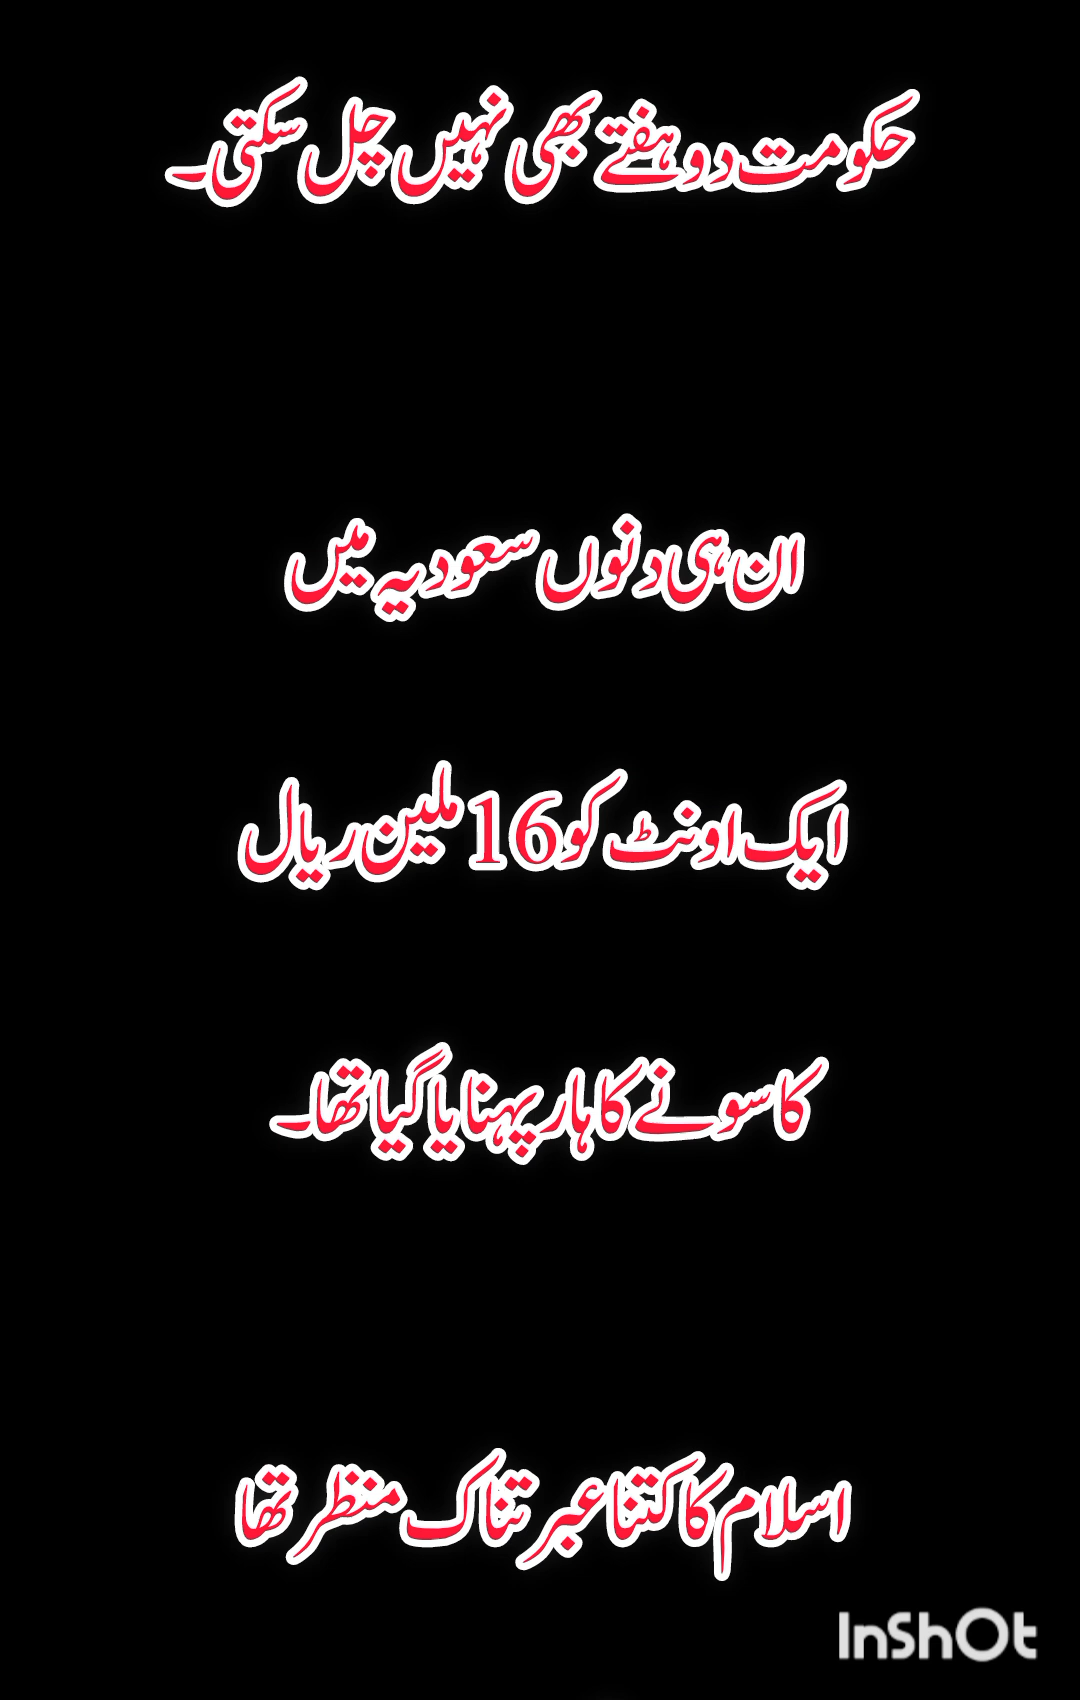 حکومت دو ہفتے بھی نہیں چل سکتی۔
ان ہی دنوں سعودیہ میں
ایک اونٹ کو 16 ملین ریال
کا سونے کا ہار پہنایا گیا تھا۔
اسلام کا کتنا عبرتناک منظر تھا
InShOt